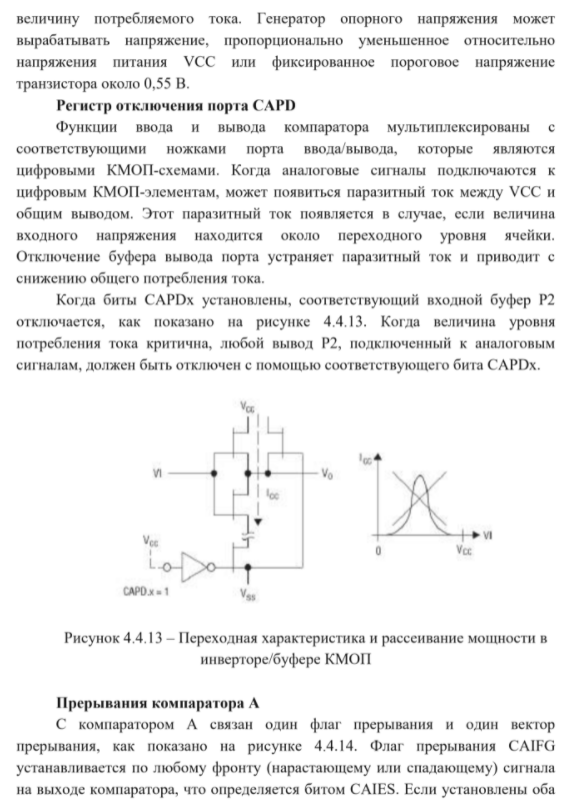 величину потребляемого тока. Генератор опорного напряжения может
вырабатывать напряжение, пропорционально уменьшенное относительно
напряжения питания VCC или фиксированное пороговое напряжение
транзистора около 0,55 В.
Регистр отключения порта CAPD
Функции ввода и вывода компаратора мультиплексированы с
соответствующими ножками порта ввода/вывода, которые являются
цифровыми КМОП-схемами. Когда аналоговые сигналы подключаются к
цифровым КМОП-элементам, может появиться паразитный ток между VCC и
общим выводом. Этот паразитный ток появляется в случае, если величина
входного напряжения находится около переходного уровня ячейки.
Отключение буфера вывода порта устраняет паразитный ток и приводит с
снижению общего потребления тока.
Когда биты CAPDx установлены, соответствующий входной буфер P2
отключается, как показано на рисунке 4.4.13. Когда величина уровня
потребления тока критична, любой вывод P2, подключенный к аналоговым
сигналам, должен быть отключен с помощью соответствующего бита CAPDx.
Vcc
VI
Vo
Icc
Vcc
CAPD.x = 1
Vss
Icc
VI
0
Vcc
Рисунок 4.4.13 – Переходная характеристика и рассеивание мощности в
инверторе/буфере КМОП
Прерывания компаратора А
С компаратором А связан один флаг прерывания и один вектор
прерывания, как показано на рисунке 4.4.14. Флаг прерывания CAIFG
устанавливается по любому фронту (нарастающему или спадающему) сигнала
на выходе компаратора, что определяется битом CAIES. Если установлены оба